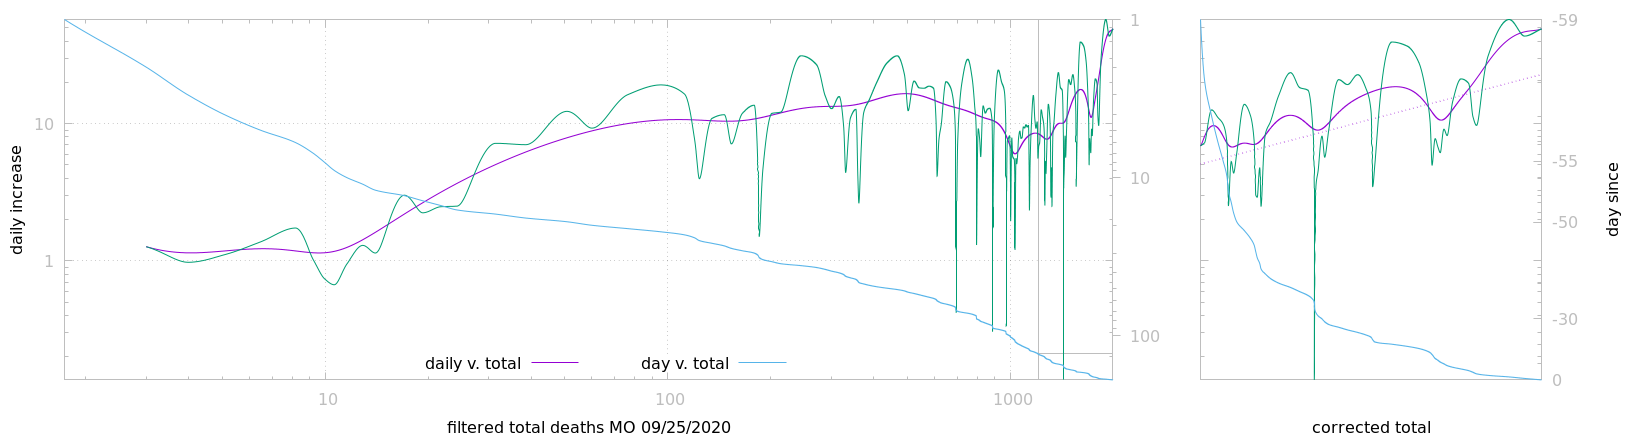 daily increase
10
1
10
100
1000
1
10
100
daily v. total
day v. total
filtered total deaths MO 09/25/2020
-59
-55
-50
-30
0
day since
corrected total